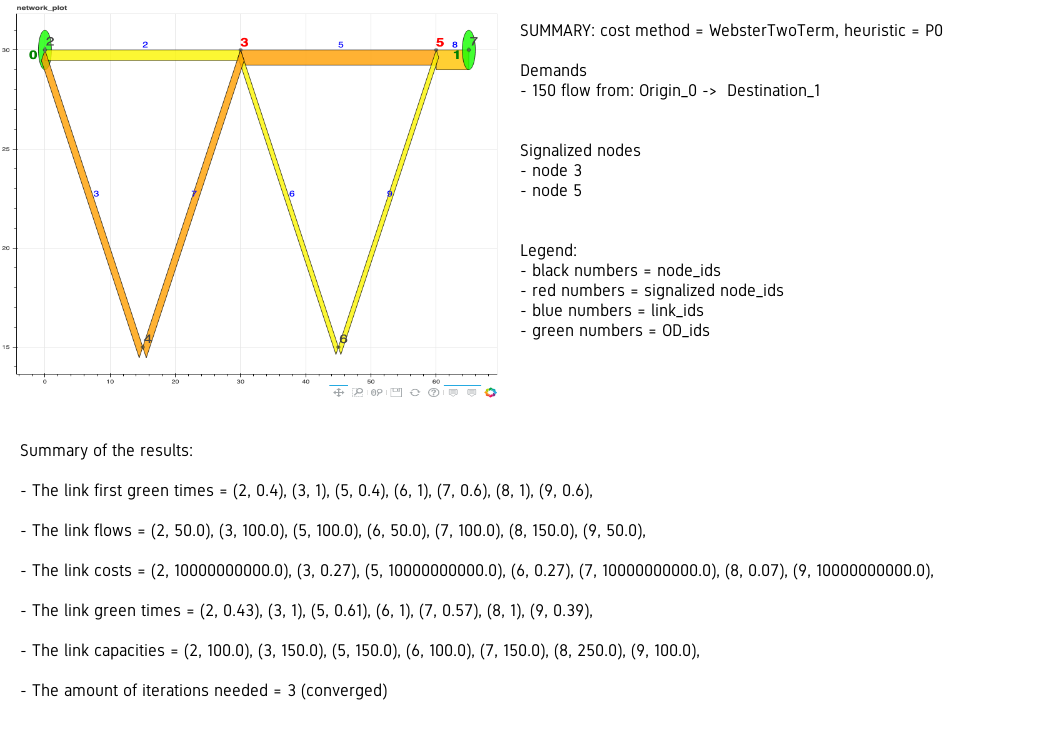 network_plot
SUMMARY: cost method = WebsterTwoTerm, heuristic = P0
Demands
- 150 flow from: Origin_0 -> Destination_1
Signalized nodes
- node 3
- node 5
Legend:
- black numbers = node_ids
- red numbers = signalized node_ids
- blue numbers = link_ids
- green numbers = OD_ids
30
25
20
15
0 10 20 30 40 50 60
0 2 2 3 5 5 8 1 7
3 7 6 9
4 6
Summary of the results:
- The link first green times = (2, 0.4), (3, 1), (5, 0.4), (6, 1), (7, 0.6), (8, 1), (9, 0.6),
- The link flows = (2, 50.0), (3, 100.0), (5, 100.0), (6, 50.0), (7, 100.0), (8, 150.0), (9, 50.0),
- The link costs = (2, 10000000000.0), (3, 0.27), (5, 10000000000.0), (6, 0.27), (7, 10000000000.0), (8, 0.07), (9, 10000000000.0),
- The link green times = (2, 0.43), (3, 1), (5, 0.61), (6, 1), (7, 0.57), (8, 1), (9, 0.39),
- The link capacities = (2, 100.0), (3, 150.0), (5, 150.0), (6, 100.0), (7, 150.0), (8, 250.0), (9, 100.0),
- The amount of iterations needed = 3 (converged)